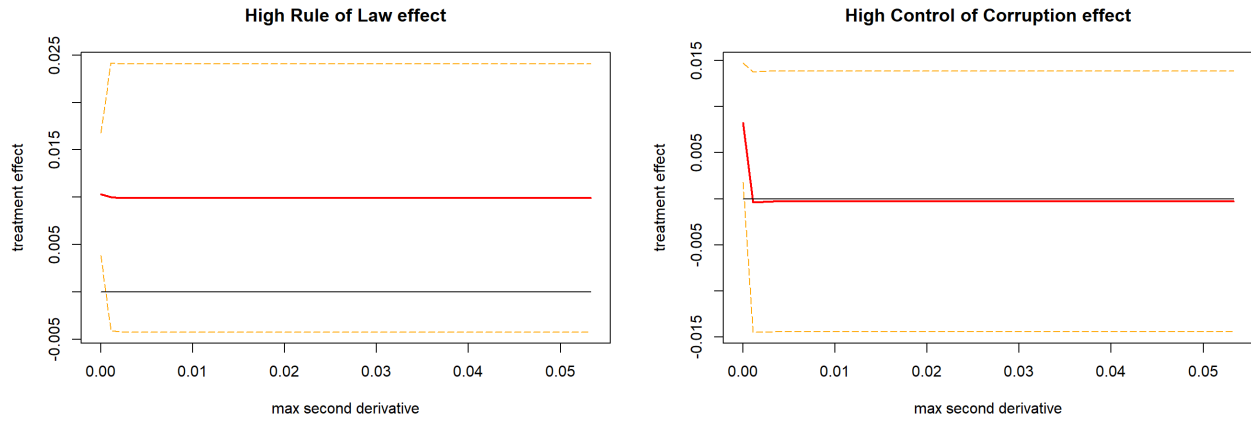 High Rule of Law effect
treatment effect
0.025
0.015
0.005
-0.005
0.00 0.01 0.02 0.03 0.04 0.05
max second derivative
High Control of Corruption effect
treatment effect
0.015
0.005
-0.005
-0.015
0.00 0.01 0.02 0.03 0.04 0.05
max second derivative